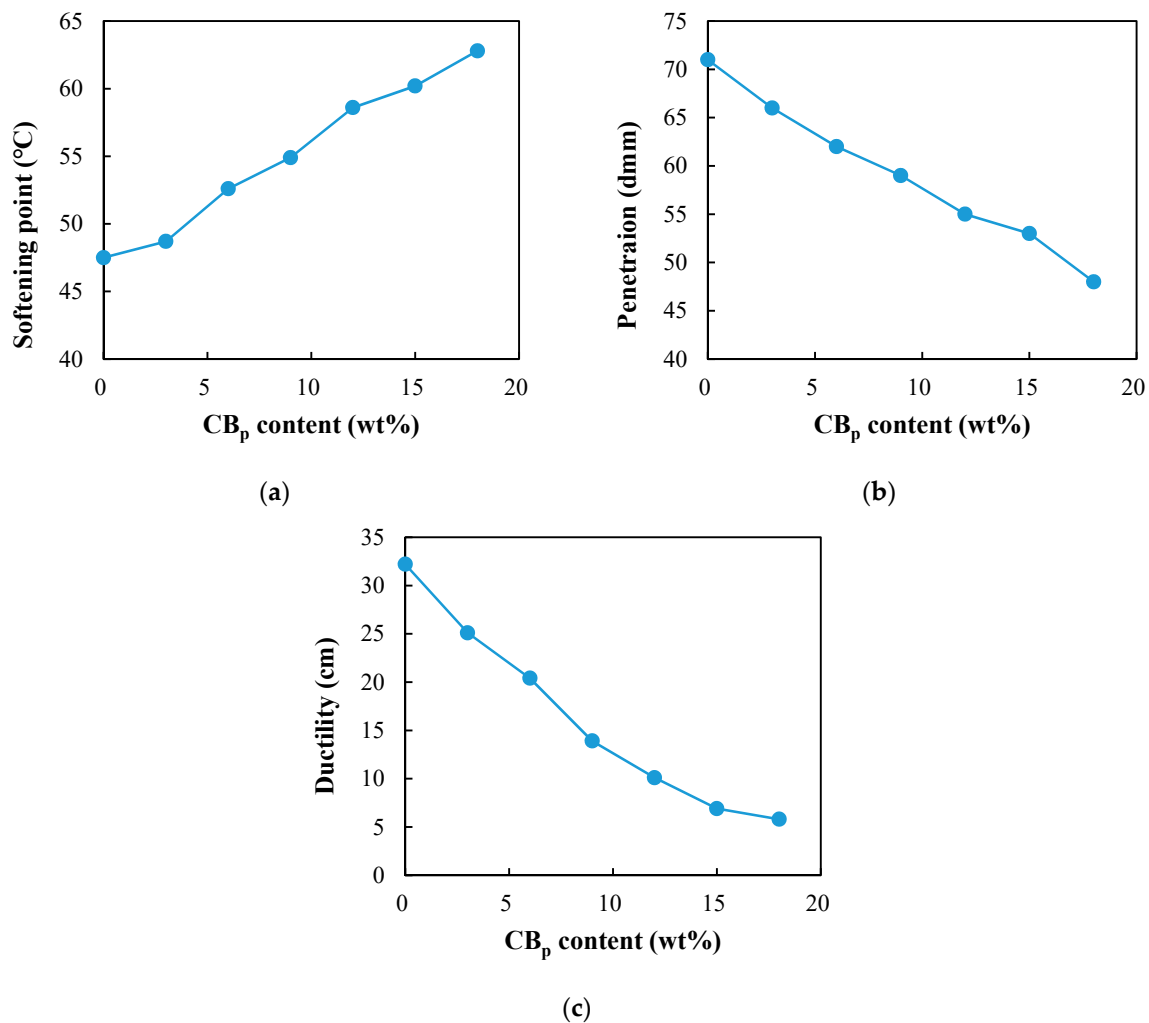 65
60
55
50
45
40
Softening point (℃)
0 5 10 15 20
CBp content (wt%)
(a)
75
70
65
60
55
50
45
40
Penetraion (dmm)
0 5 10 15 20
CBp content (wt%)
(b)
35
30
25
20
15
10
5
0
Ductility (cm)
0 5 10 15 20
CBp content (wt%)
(c)